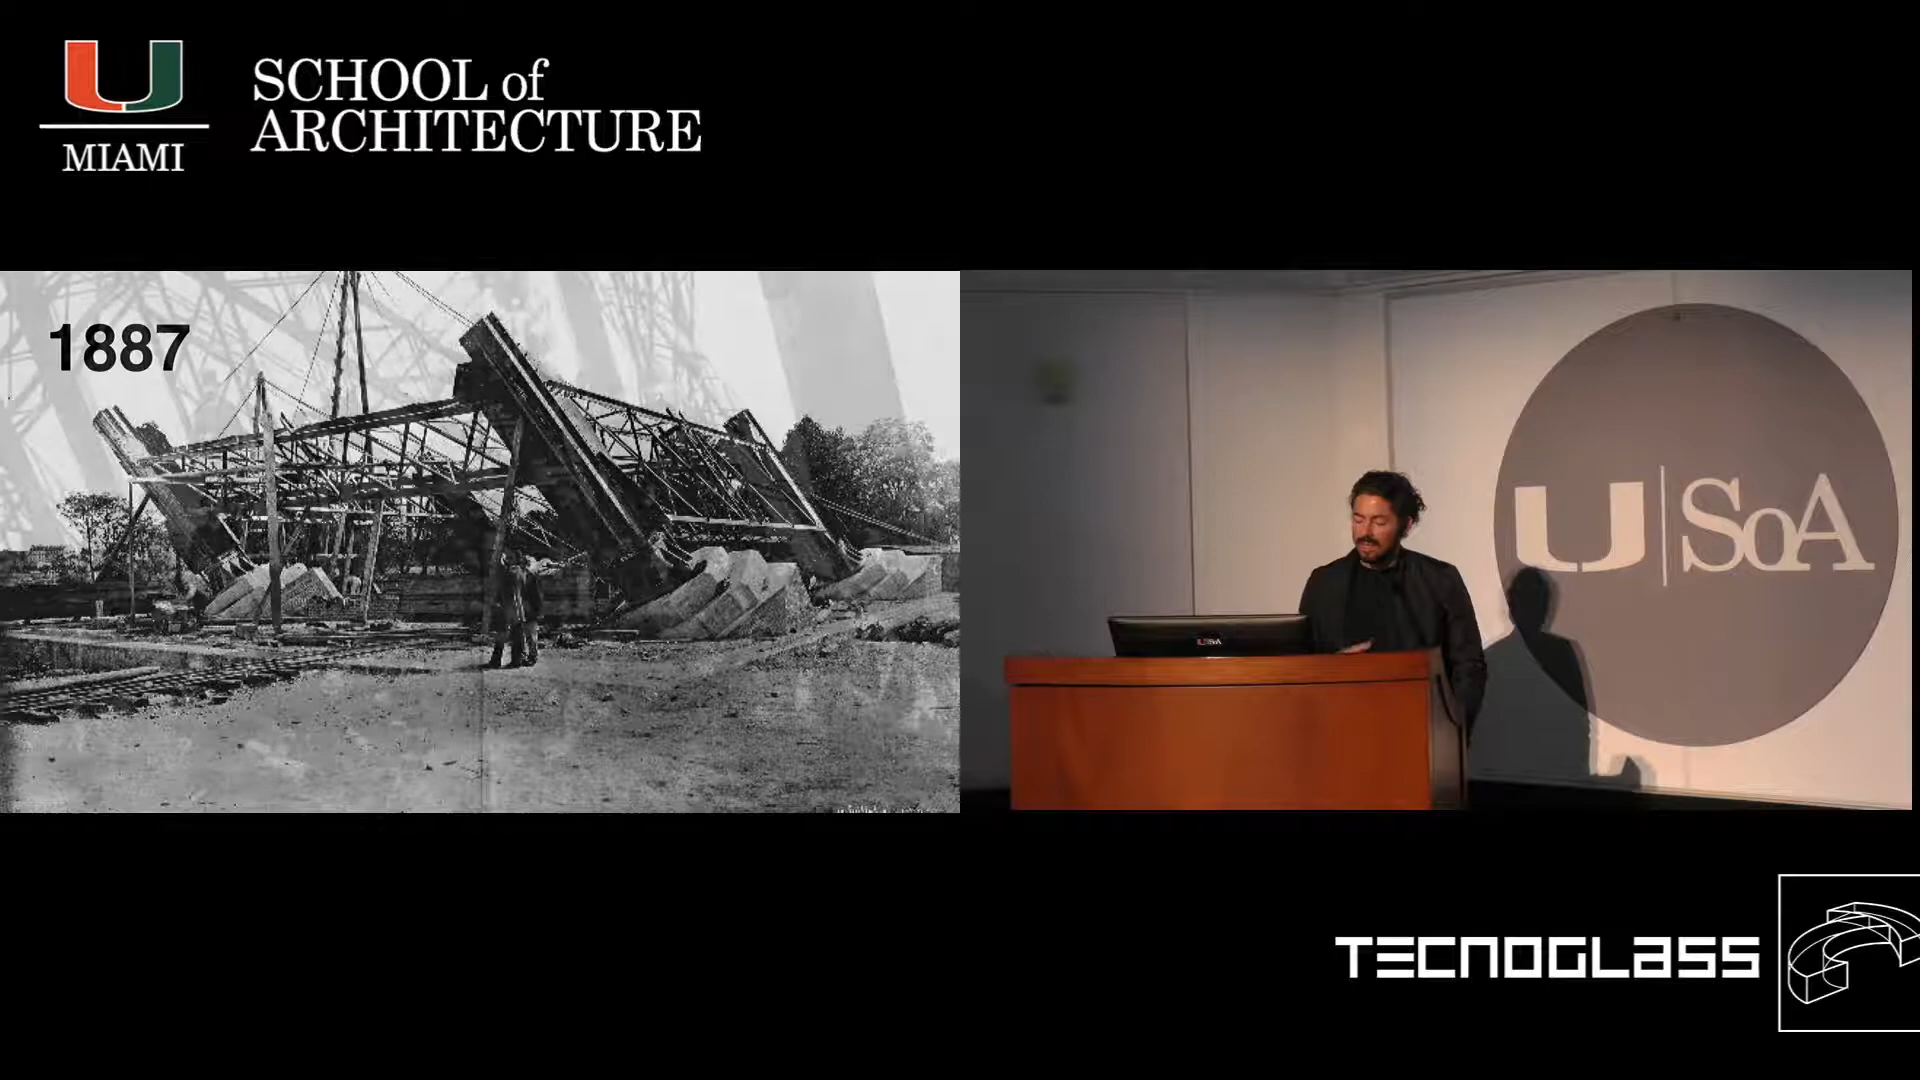 MIAMI
SCHOOL of
ARCHITECTURE
1887
U SoA
TECNOGLASS